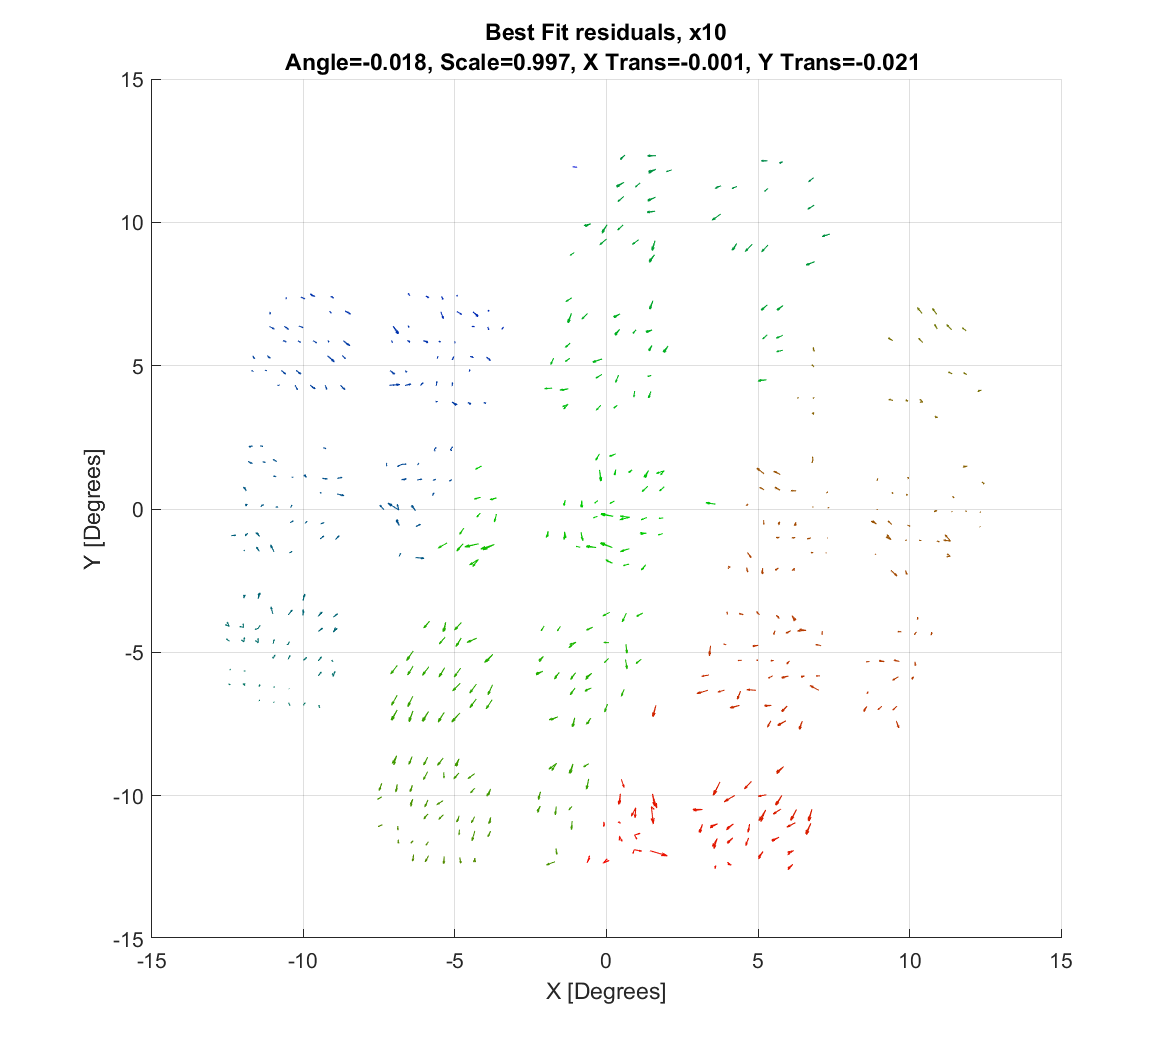 Best Fit residuals, x10
Angle=-0.018, Scale=0.997, X Trans=-0.001, Y Trans=-0.021
15
10
5
0
-5
-10
-15
Y [Degrees]
-15 -10 -5 0 5 10 15
X [Degrees]